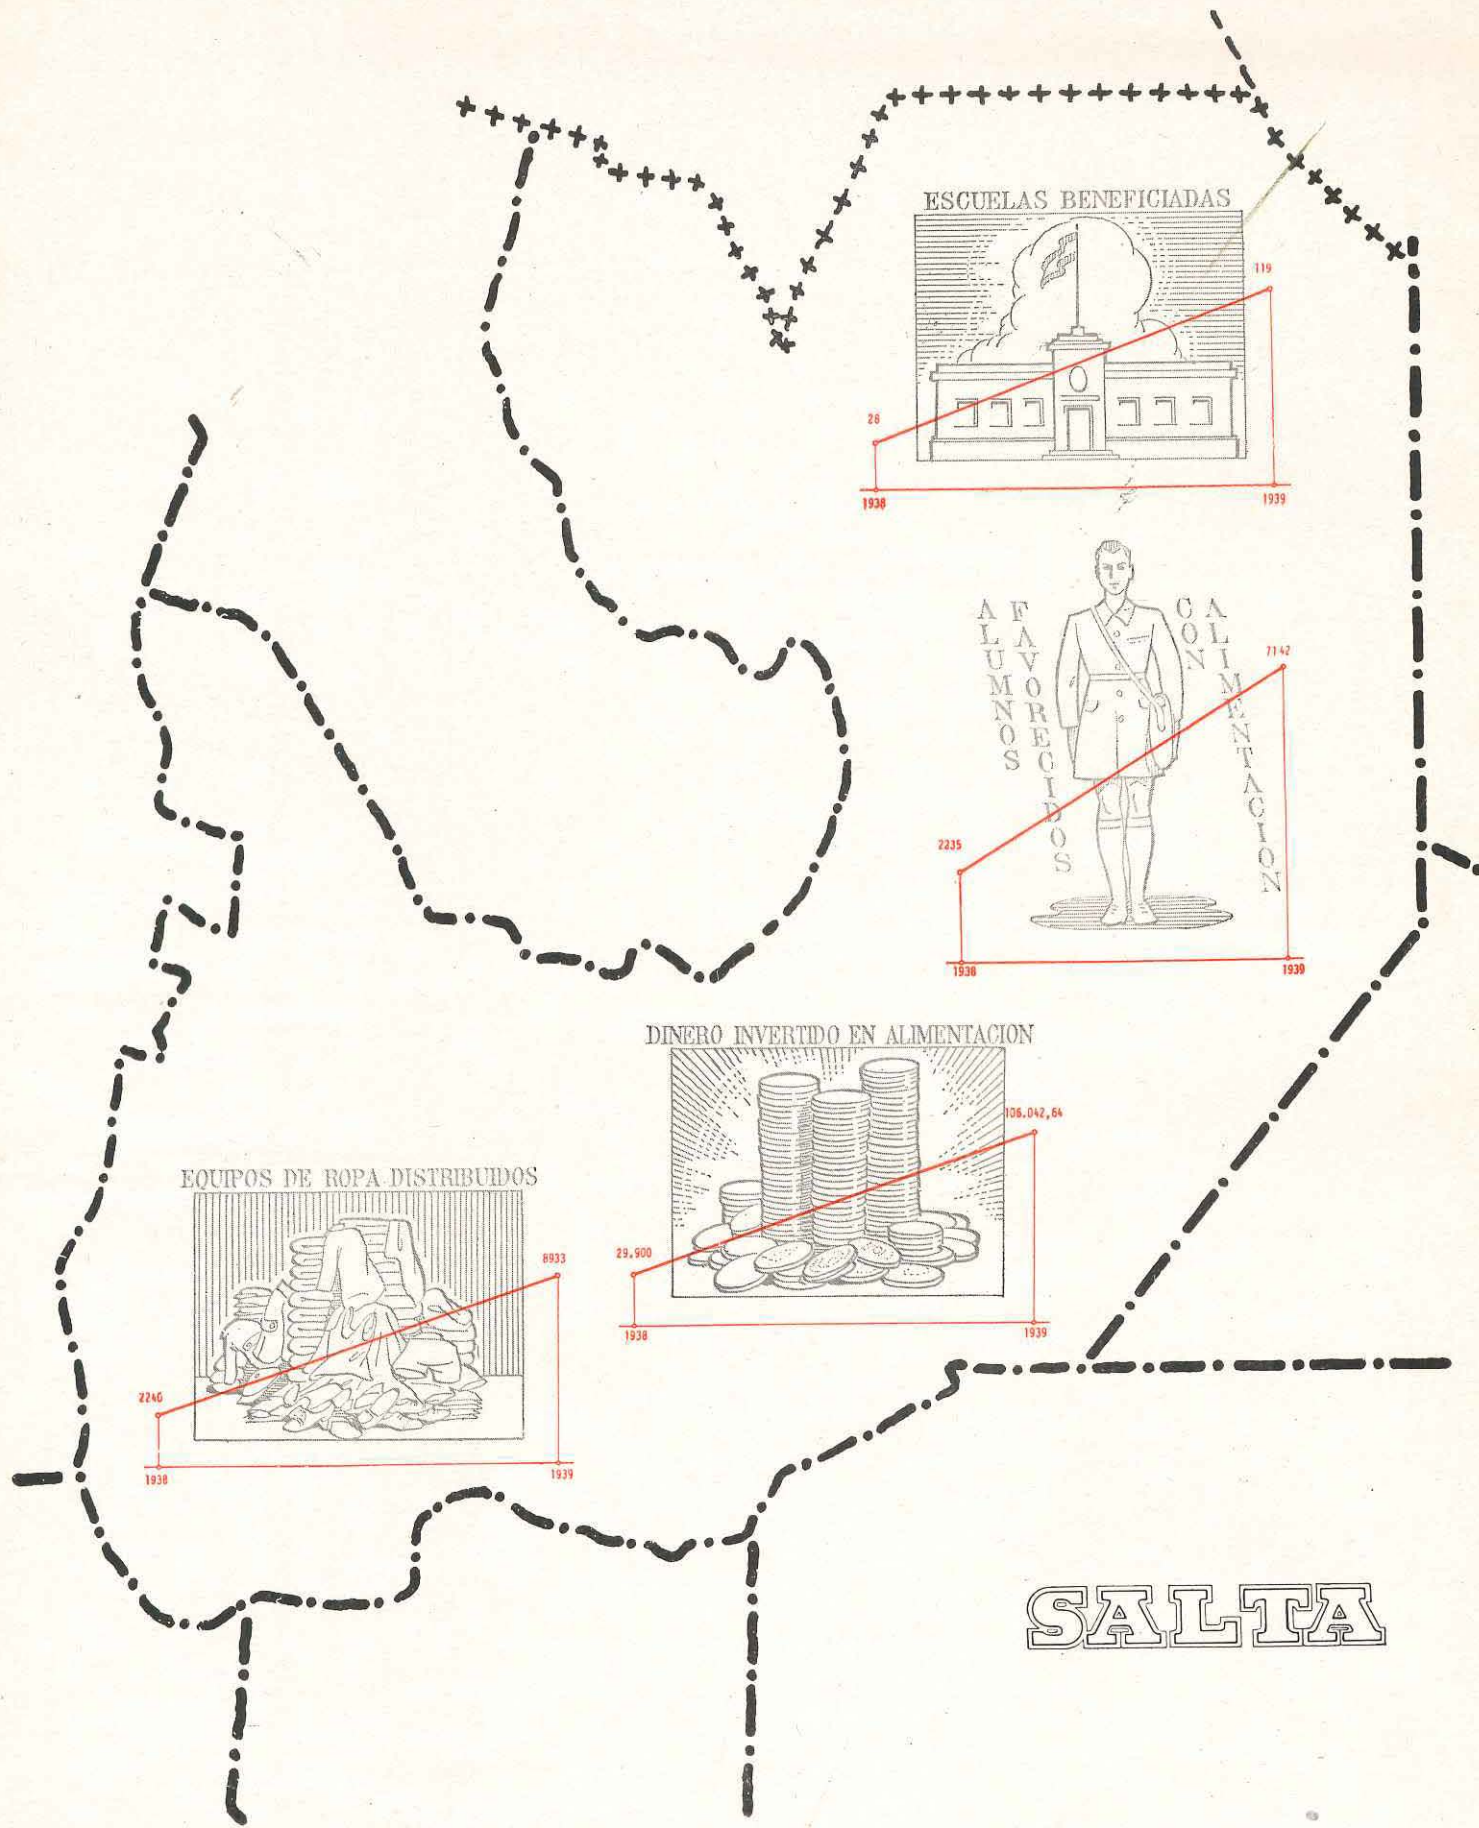 ESCUELAS BENEFICIADAS
119
28
1938
1939
ALUMNOS
FAVORECIDOS
CON
ALIMENTACION
7142
2235
1938
1939
DINERO INVERTIDO EN ALIMENTACION
106.042,64
29.900
1938
1939
EQUIPOS DE ROPA DISTRIBUIDOS
8933
2246
1938
1939
SALTA